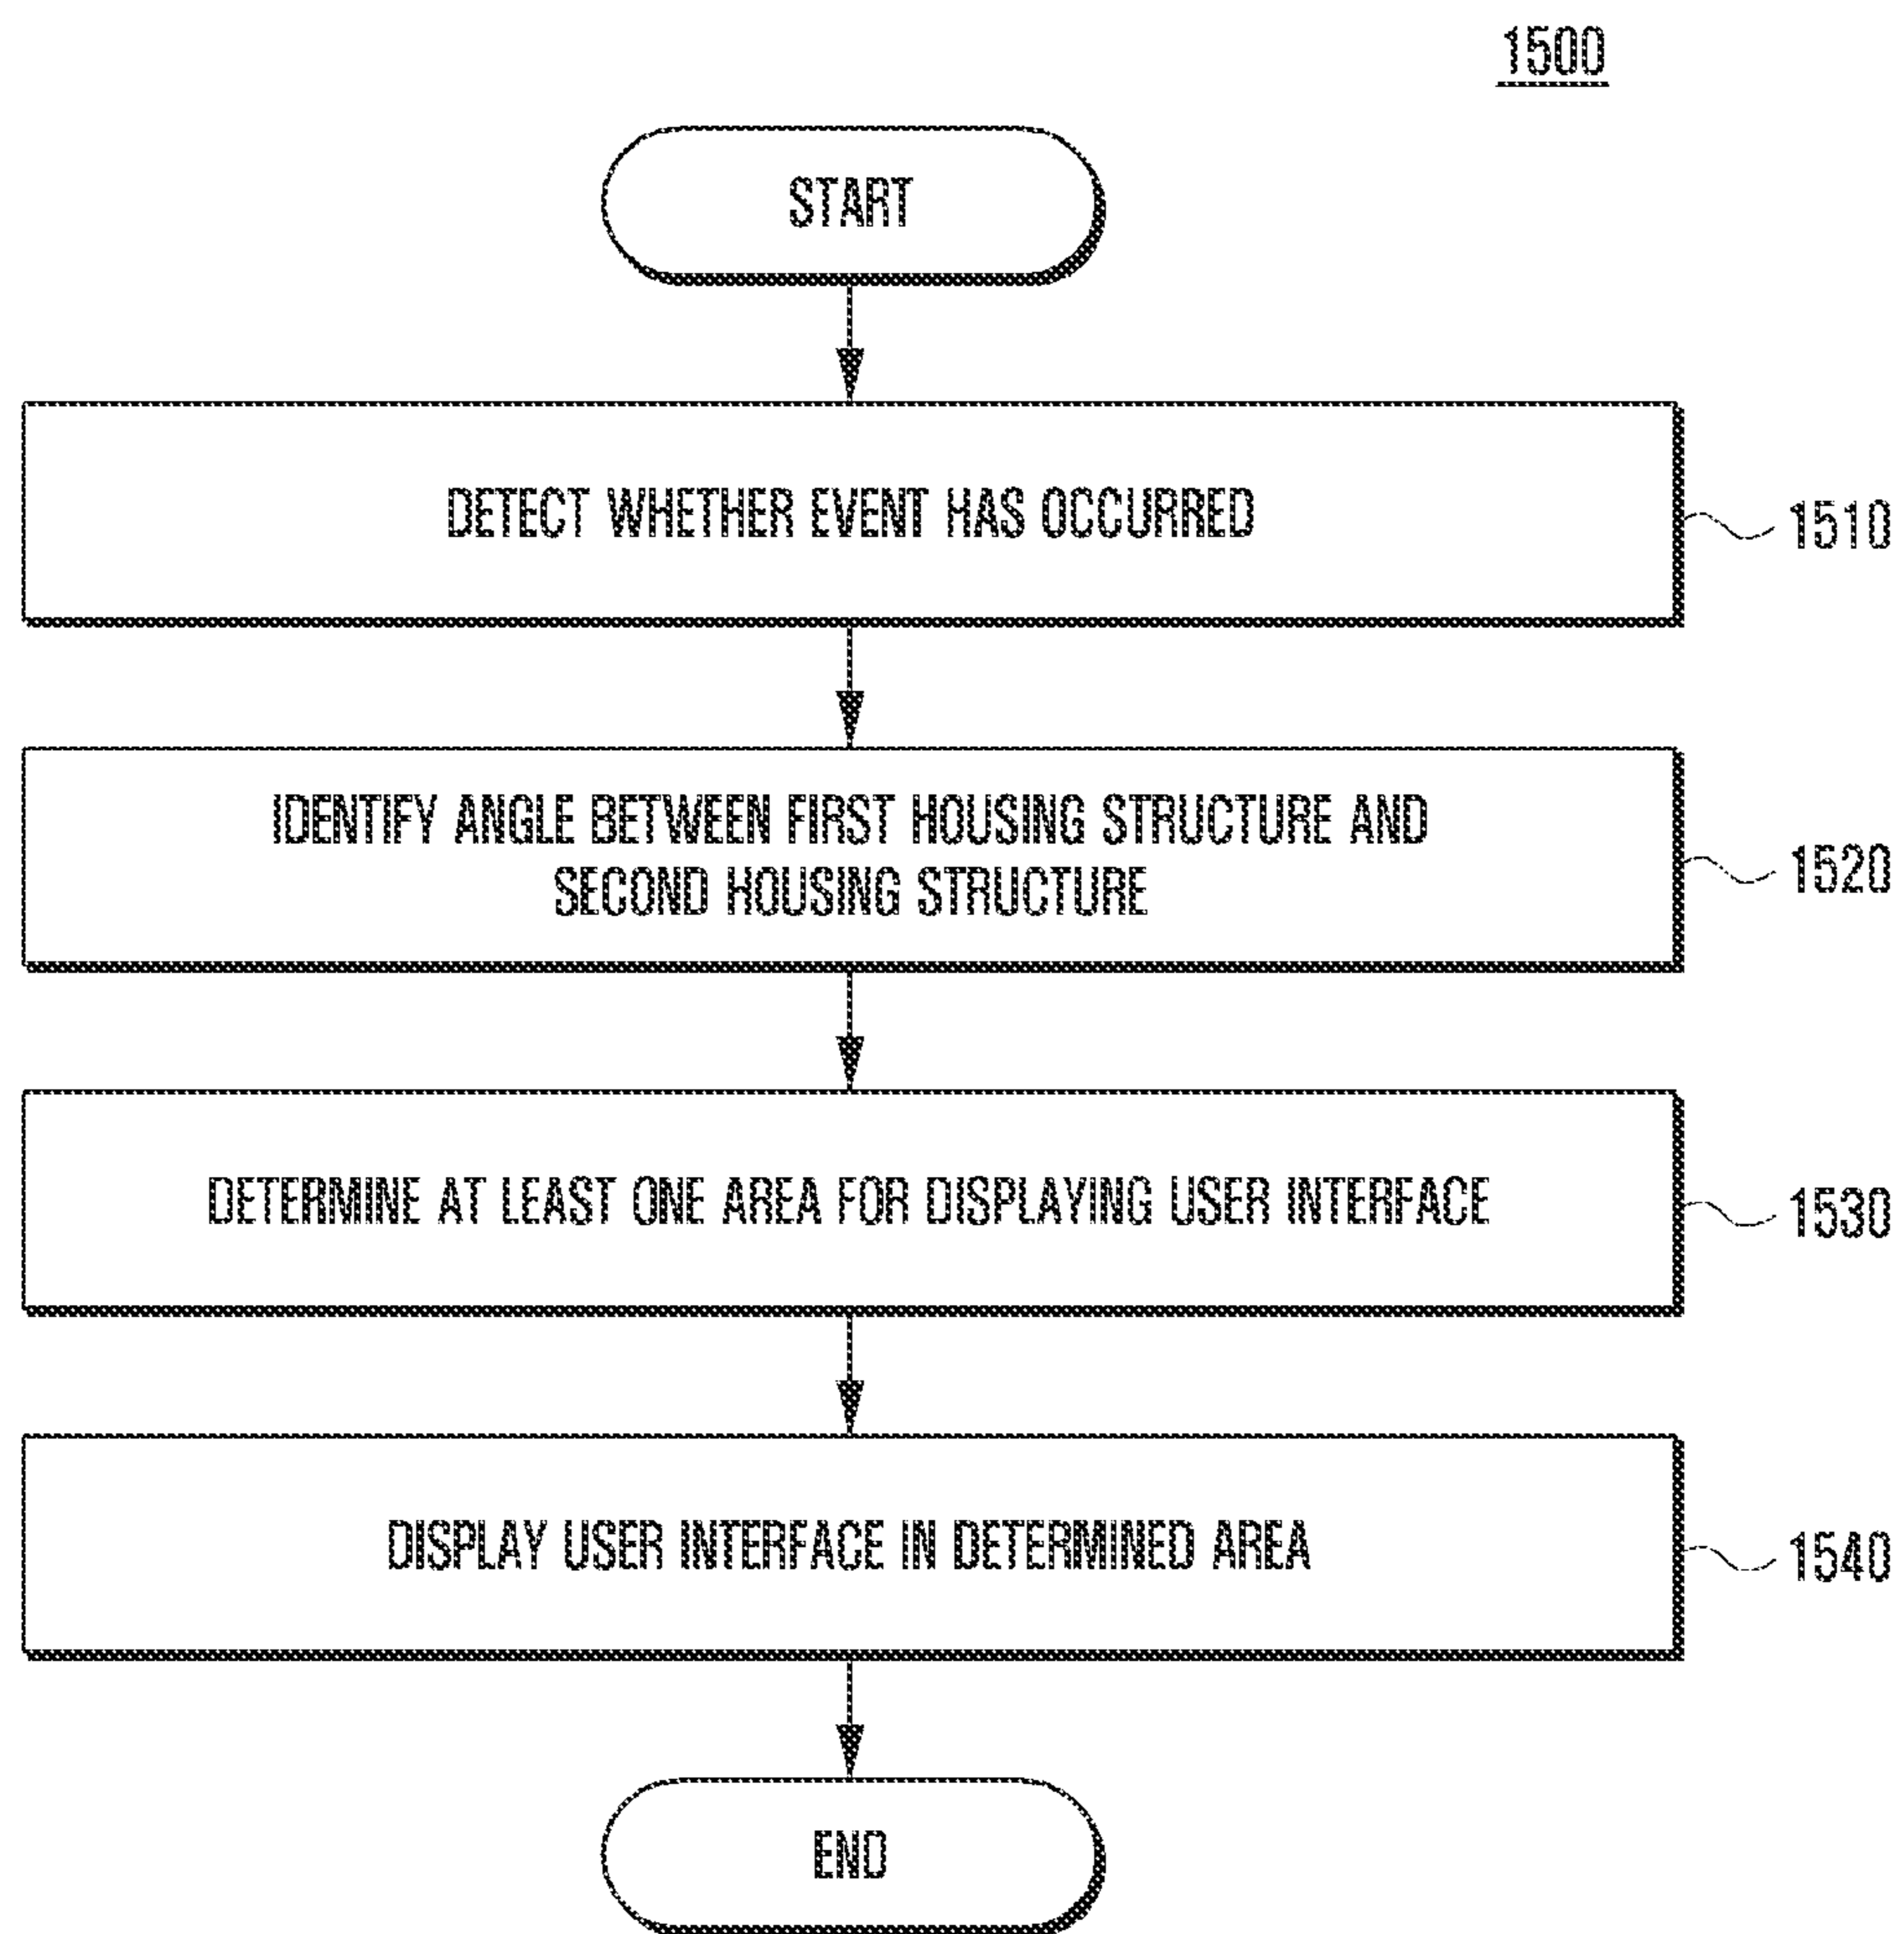 1500
START
DETECT WHETHER EVENT HAS OCCURRED
1510
IDENTIFY ANGLE BETWEEN FIRST HOUSING STRUCTURE AND
SECOND HOUSING STRUCTURE
1520
DETERMINE AT LEAST ONE AREA FOR DISPLAYING USER INTERFACE
1530
DISPLAY USER INTERFACE IN DETERMINED AREA
1540
END